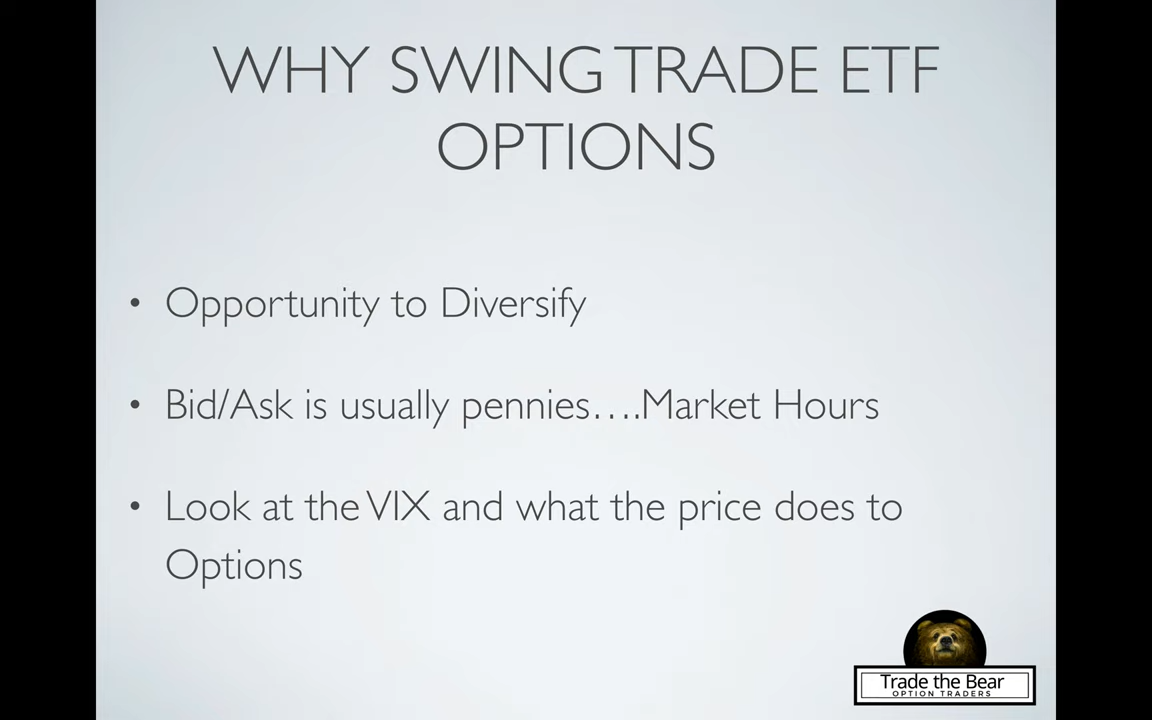 WHY SWING TRADE ETF
OPTIONS
• Opportunity to Diversify
• Bid/Ask is usually pennies….Market Hours
• Look at the VIX and what the price does to
Options
Trade the Bear
OPTION TRADERS